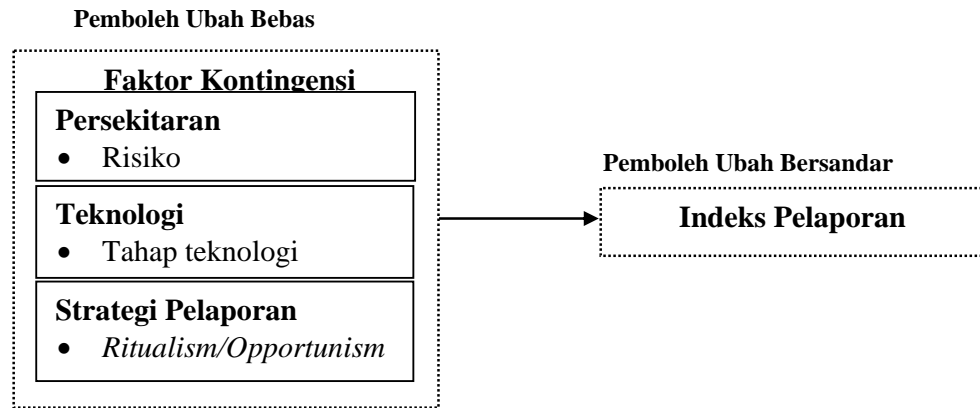 Pemboleh Ubah Bebas
Faktor Kontingensi
Persekitaran
• Risiko
Teknologi
• Tahap teknologi
Strategi Pelaporan
• Ritualism/Opportunism
Pemboleh Ubah Bersandar
Indeks Pelaporan